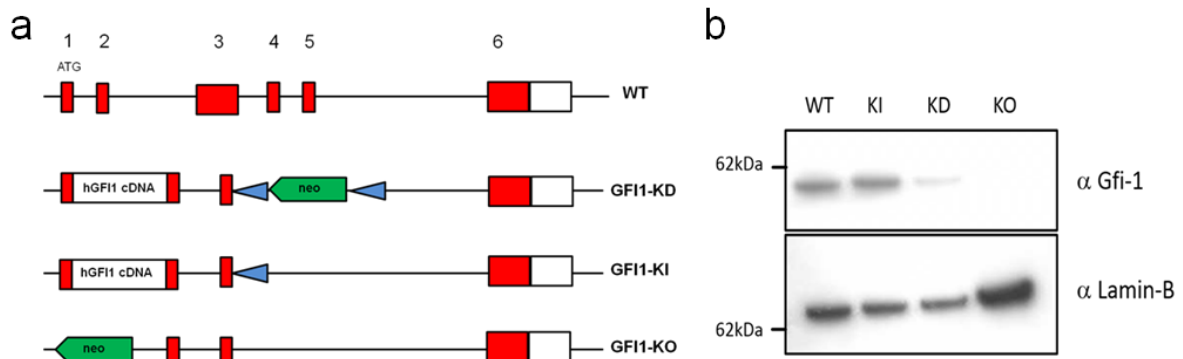 a
1 2 3 4 5 6
ATG
WT
hGFI1 cDNA neo GFI1-KD
hGFI1 cDNA GFI1-KI
neo GFI1-KO
b
WT KI KD KO
62kDa
α Gfi-1
α Lamin-B
62kDa